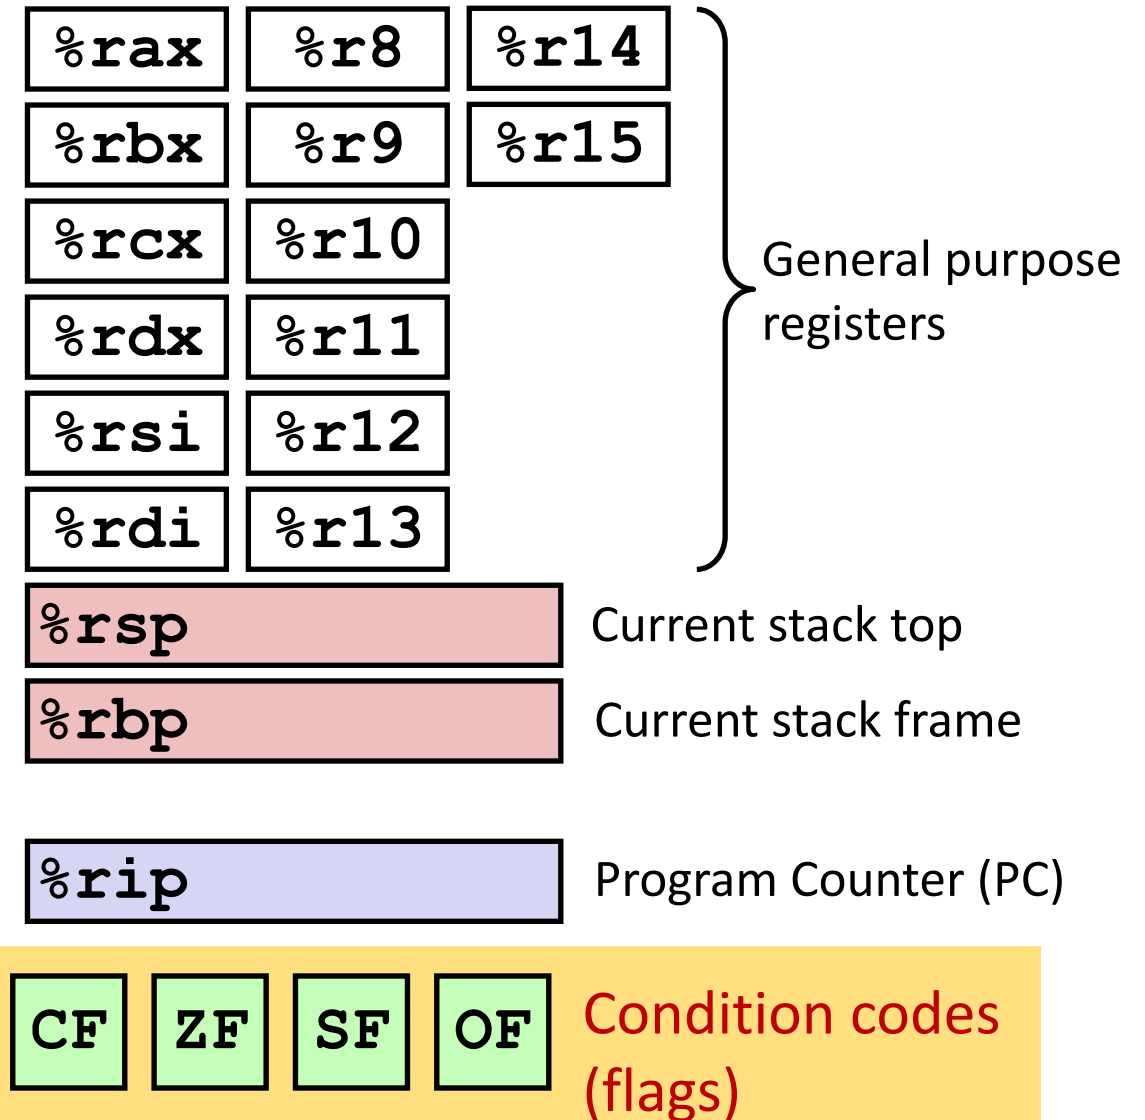 %rax %r8 %r14
%rbx %r9 %r15
%rcx %r10
%rdx %r11
%rsi %r12
%rdi %r13
General purpose
registers
%rsp Current stack top
%rbp Current stack frame
%rip Program Counter (PC)
CF ZF SF OF Condition codes
(flags)